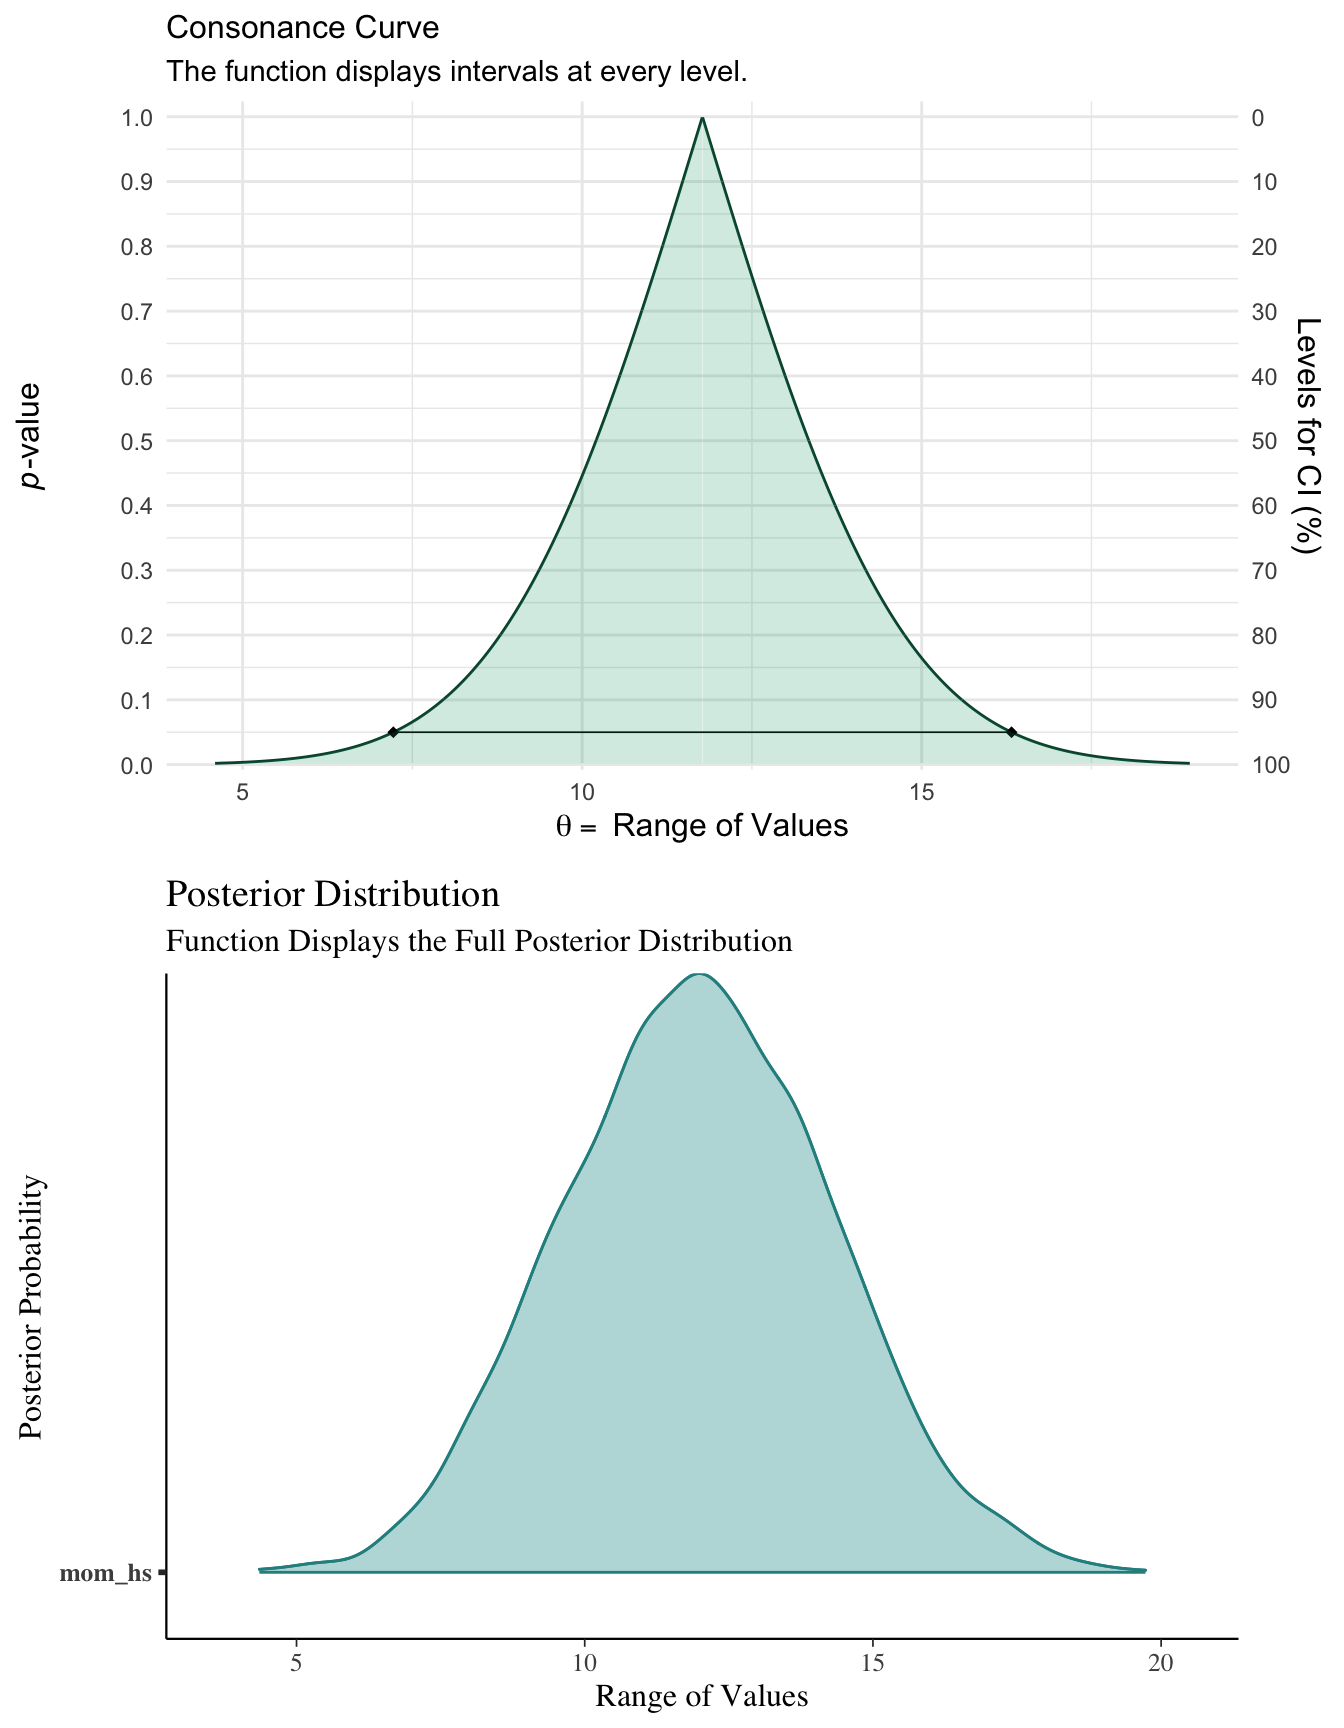 Consonance Curve
The function displays intervals at every level.
1.0
0.9
0.8
0.7
0.6
0.5
0.4
0.3
0.2
0.1
0.0
p-value
0
10
20
30
40
50
60
70
80
90
100
Levels for CI (%)
5 10 15
θ = Range of Values
Posterior Distribution
Function Displays the Full Posterior Distribution
Posterior Probability
mom_hs
5 10 15 20
Range of Values